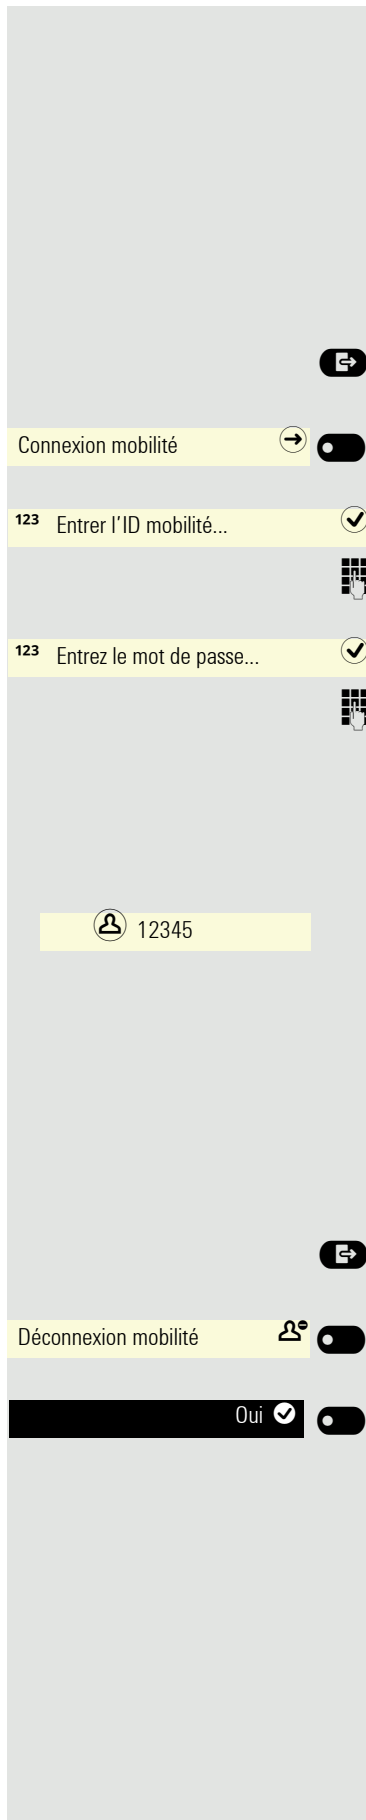 Connexion mobilité
123 Entrer l'ID mobilité...
123 Entrez le mot de passe...
12345
Déconnexion mobilité
Oui